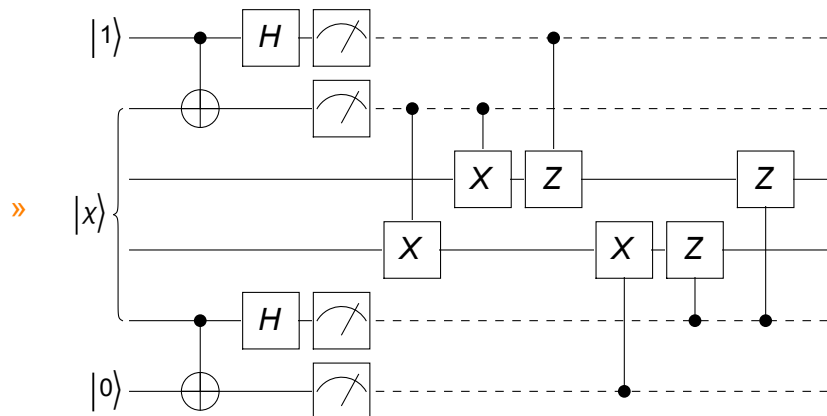 |1⟩ H
X Z Z
» |χ⟩
X X Z
H
|0⟩